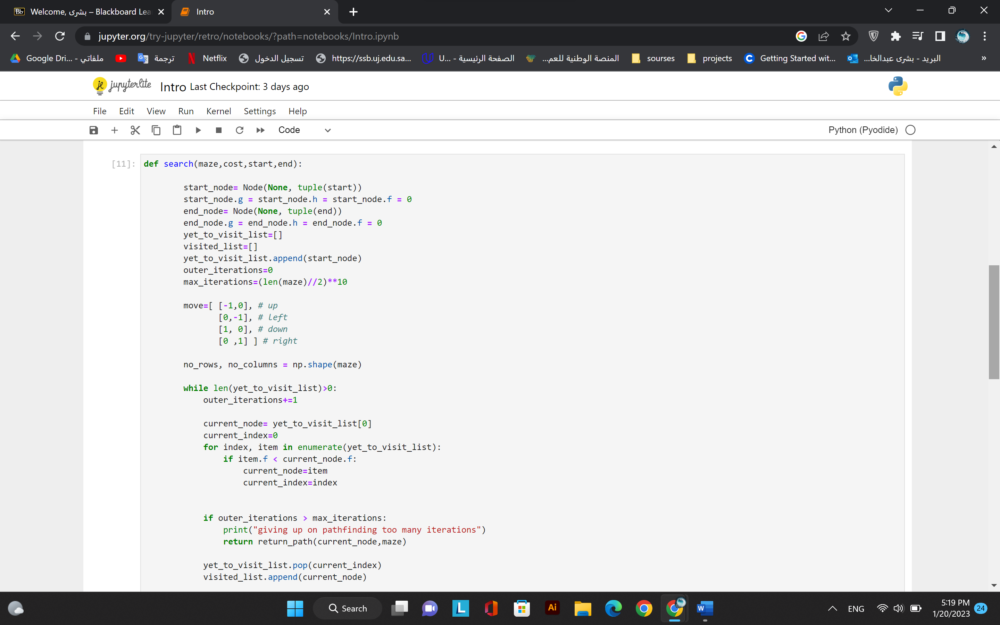 Welcome, بشرى – Blackboard Lea
Intro
jupyter.org/try-jupyter/retro/notebooks/?path=notebooks/Intro.ipynb
Google Dri... - ملفاتي
ترجمة
Netflix
تسجيل الدخول
https://ssb.uj.edu.sa...
U... - الصفحة الرئيسية
المنصة الوطنية للعم...
sourses
projects
Getting Started wit...
البريد - بشرى عبدالخا...
»
jupyterlite
Intro Last Checkpoint: 3 days ago
File Edit View Run Kernel Settings Help
Code
Python (Pyodide)
[11]: def search(maze,cost,start,end):
start_node= Node(None, tuple(start))
start_node.g = start_node.h = start_node.f = 0
end_node= Node(None, tuple(end))
end_node.g = end_node.h = end_node.f = 0
yet_to_visit_list=[]
visited_list=[]
yet_to_visit_list.append(start_node)
outer_iterations=0
max_iterations=(len(maze)//2)**10
move=[ [-1,0], # up
[0,-1], # left
[1, 0], # down
[0 ,1] ] # right
no_rows, no_columns = np.shape(maze)
while len(yet_to_visit_list)>0:
outer_iterations+=1
current_node= yet_to_visit_list[0]
current_index=0
for index, item in enumerate(yet_to_visit_list):
if item.f < current_node.f:
current_node=item
current_index=index
if outer_iterations > max_iterations:
print("giving up on pathfinding too many iterations")
return return_path(current_node,maze)
yet_to_visit_list.pop(current_index)
visited_list.append(current_node)
Search
ENG
5:19 PM
1/20/2023
24